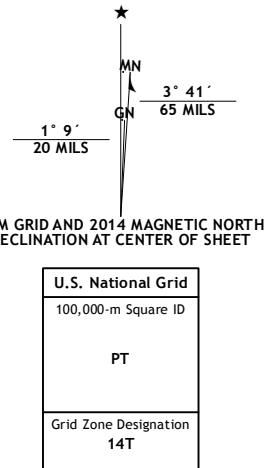 ★
MN
3° 41´
65 MILS
GN
1° 9´
20 MILS
M GRID AND 2014 MAGNETIC NORTH
ECLINATION AT CENTER OF SHEET
U.S. National Grid
100,000-m Square ID
PT
Grid Zone Designation
14T